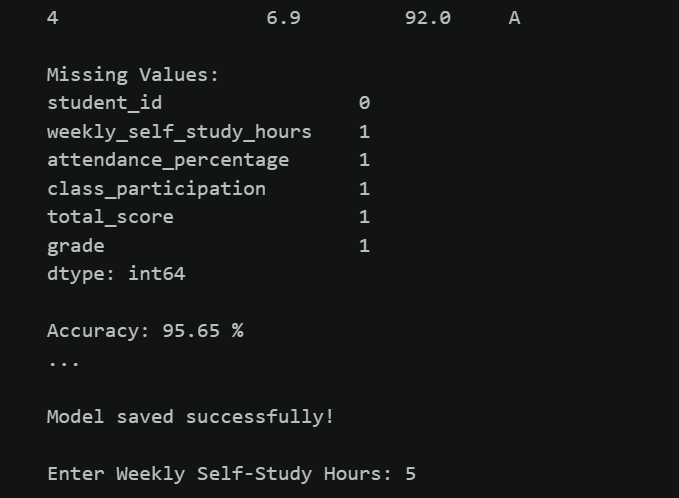 4 6.9 92.0 A
Missing Values:
student_id 0
weekly_self_study_hours 1
attendance_percentage 1
class_participation 1
total_score 1
grade 1
dtype: int64
Accuracy: 95.65 %
...
Model saved successfully!
Enter Weekly Self-Study Hours: 5